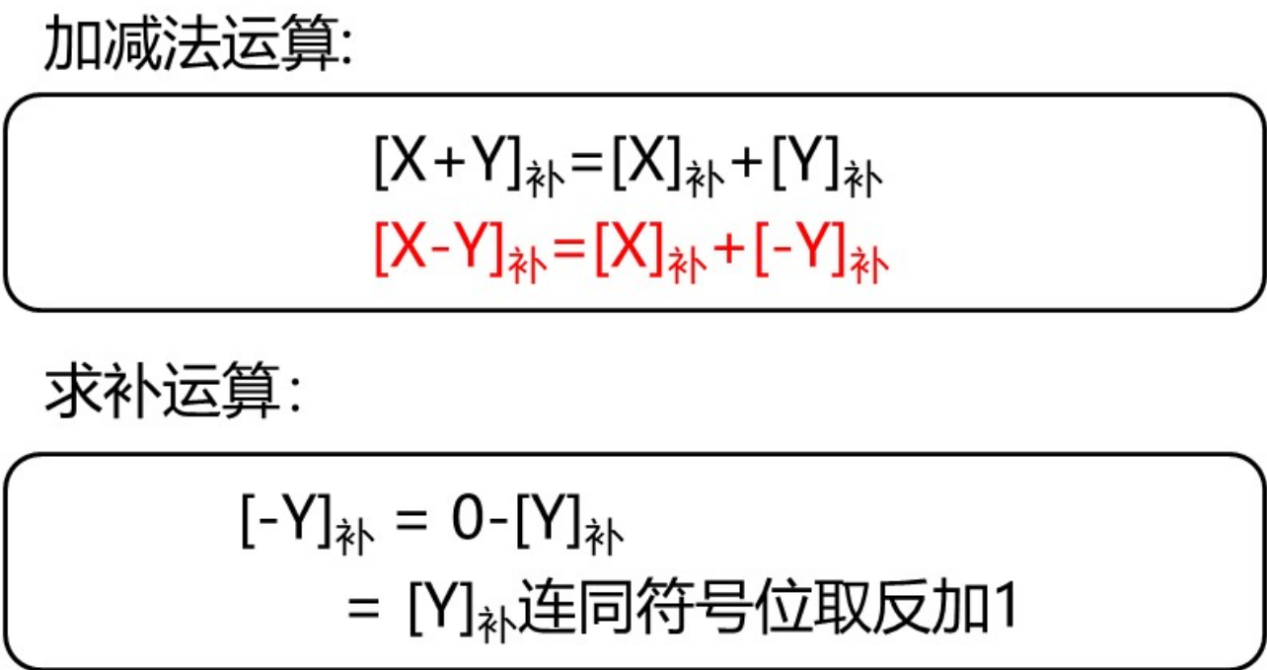 加减法运算:
[X+Y]补=[X]补+[Y]补
[X-Y]补=[X]补+[-Y]补
求补运算：
[-Y]补 = 0-[Y]补
= [Y]补连同符号位取反加1